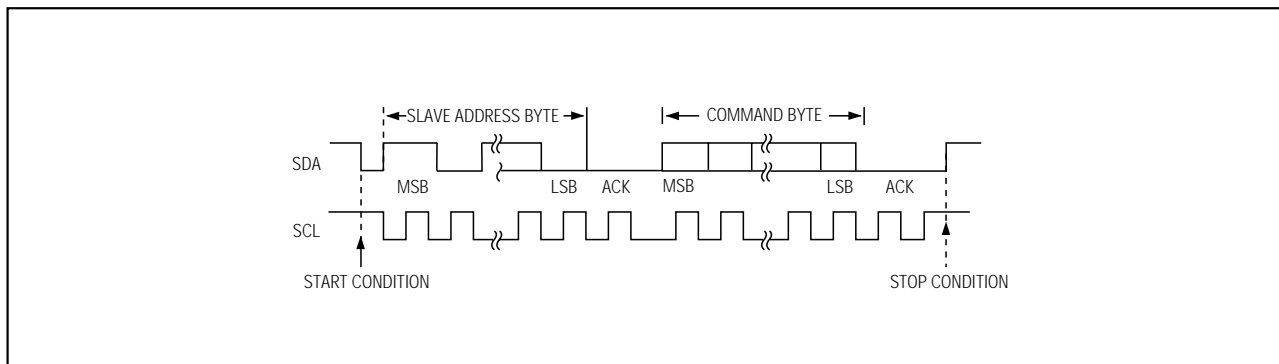 SLAVE ADDRESS BYTE COMMAND BYTE
SDA
MSB LSB ACK MSB LSB ACK
SCL
START CONDITION STOP CONDITION